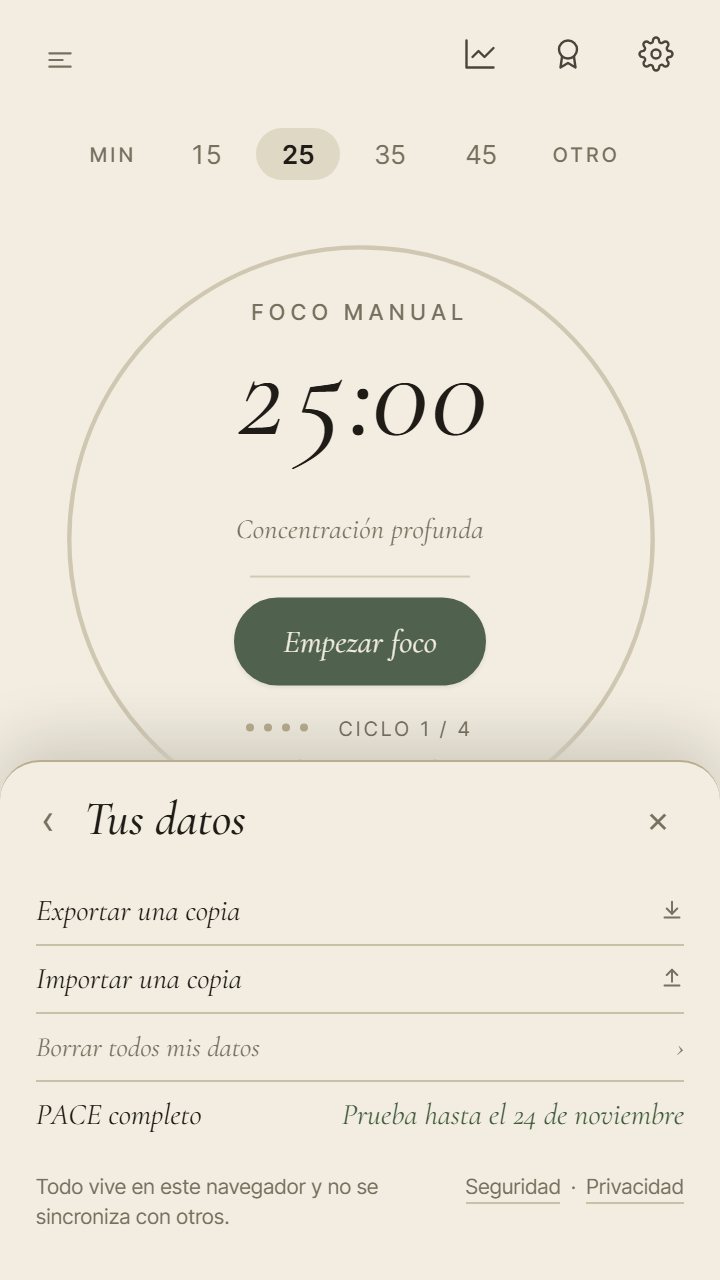 MIN 15 25 35 45 OTRO
FOCO MANUAL
25:00
Concentración profunda
Empezar foco
CICLO 1 / 4
Tus datos
Exportar una copia
Importar una copia
Borrar todos mis datos
PACE completo Prueba hasta el 24 de noviembre
Todo vive en este navegador y no se
sincroniza con otros.
Seguridad · Privacidad